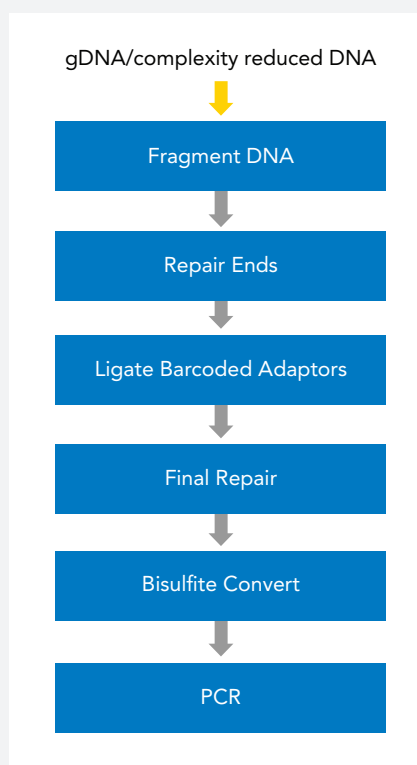 gDNA/complexity reduced DNA
Fragment DNA
Repair Ends
Ligate Barcoded Adaptors
Final Repair
Bisulfite Convert
PCR